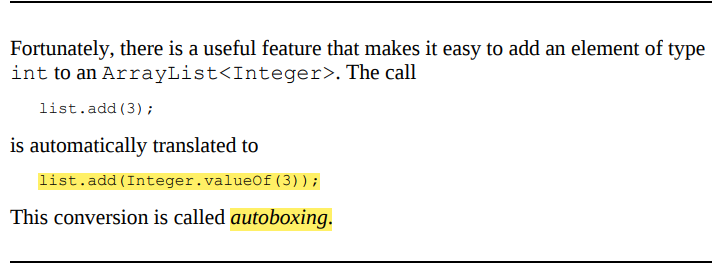 Fortunately, there is a useful feature that makes it easy to add an element of type
int to an ArrayList<Integer>. The call
list.add(3);
is automatically translated to
list.add(Integer.valueOf(3));
This conversion is called autoboxing.